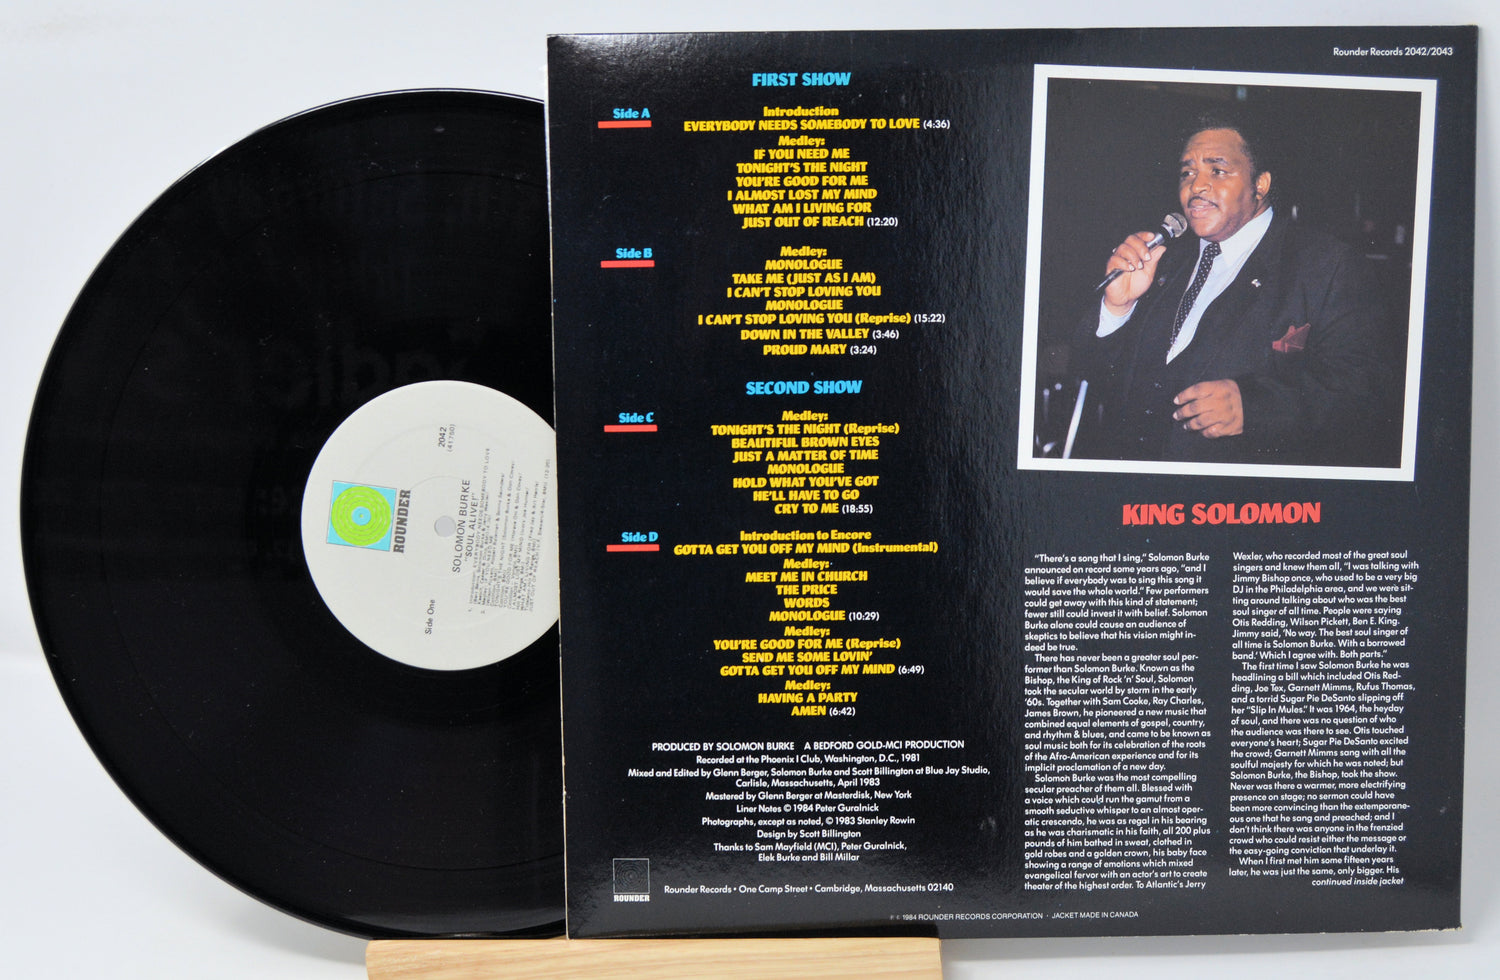 Rounder Records 2042/2043
FIRST SHOW
Side A
Introduction
EVERYBODY NEEDS SOMEBODY TO LOVE (4:36)
Medley:
IF YOU NEED ME
TONIGHT'S THE NIGHT
YOU'RE GOOD FOR ME
I ALMOST LOST MY MIND
WHAT AM I LIVING FOR
JUST OUT OF REACH (12:20)
Side B
Medley:
MONOLOGUE
TAKE ME (JUST AS I AM)
I CAN'T STOP LOVING YOU
MONOLOGUE
I CAN'T STOP LOVING YOU (Reprise) (15:22)
DOWN IN THE VALLEY (3:46)
PROUD MARY (3:24)
SECOND SHOW
Side C
Medley:
TONIGHT'S THE NIGHT (Reprise)
BEAUTIFUL BROWN EYES
JUST A MATTER OF TIME
MONOLOGUE
HOLD WHAT YOU'VE GOT
HE'LL HAVE TO GO
CRY TO ME (18:55)
Side D
Introduction to Encore
GOTTA GET YOU OFF MY MIND (Instrumental)
Medley:
MEET ME IN CHURCH
THE PRICE
WORDS
MONOLOGUE (10:29)
Medley:
YOU'RE GOOD FOR ME (Reprise)
SEND ME SOME LOVIN'
GOTTA GET YOU OFF MY MIND (6:49)
Medley:
HAVING A PARTY
AMEN (6:42)
PRODUCED BY SOLOMON BURKE A BEDFORD GOLD-MCI PRODUCTION
Recorded at the Phoenix I Club, Washington, D.C., 1981
Mixed and Edited by Glenn Berger, Solomon Burke and Scott Billington at Blue Jay Studio,
Carlisle, Massachusetts, April 1983
Mastered by Glenn Berger at Masterdisk, New York
Liner Notes © 1984 Peter Guralnick
Photographs, except as noted, © 1983 Stanley Rowin
Design by Scott Billington
Thanks to Sam Mayfield (MCI), Peter Guralnick,
Elek Burke and Bill Millar
ROUNDER
Rounder Records • One Camp Street • Cambridge, Massachusetts 02140
1984 ROUNDER RECORDS CORPORATION · JACKET MADE IN CANADA
KING SOLOMON
"There's a song that I sing," Solomon Burke
announced on record some years ago, "and I
believe if everybody was to sing this song it
would save the whole world." Few performers
could get away with this kind of statement;
fewer still could invest it with belief. Solomon
Burke alone could cause an audience of
skeptics to believe that his vision might in-
deed be true.
There has never been a greater soul per-
former than Solomon Burke. Known as the
Bishop, the King of Rock 'n' Soul, Solomon
took the secular world by storm in the early
'60s. Together with Sam Cooke, Ray Charles,
James Brown, he pioneered a new music that
combined equal elements of gospel, country,
and rhythm & blues, and came to be known as
soul music both for its celebration of the roots
of the Afro-American experience and for its
implicit proclamation of a new day.
Solomon Burke was the most compelling
secular preacher of them all. Blessed with
a voice which could run the gamut from a
smooth seductive whisper to an almost oper-
atic crescendo, he was as regal in his bearing
as he was charismatic in his faith, all 200 plus
pounds of him bathed in sweat, clothed in
gold robes and a golden crown, his baby face
showing a range of emotions which mixed
evangelical fervor with an actor's art to create
theater of the highest order. To Atlantic's Jerry
Wexler, who recorded most of the great soul
singers and knew them all, "I was talking with
Jimmy Bishop once, who used to be a very big
DJ in the Philadelphia area, and we were sit-
ting around talking about who was the best
soul singer of all time. People were saying
Otis Redding, Wilson Pickett, Ben E. King.
Jimmy said, 'No way. The best soul singer of
all time is Solomon Burke. With a borrowed
band.' Which I agree with. Both parts."
The first time I saw Solomon Burke he was
headlining a bill which included Otis Red-
ding, Joe Tex, Garnett Mimms, Rufus Thomas,
and a torrid Sugar Pie DeSanto slipping off
her "Slip In Mules." It was 1964, the heyday
of soul, and there was no question of who
the audience was there to see. Otis touched
everyone's heart; Sugar Pie DeSanto excited
the crowd; Garnett Mimms sang with all the
soulful majesty for which he was noted; but
Solomon Burke, the Bishop, took the show.
Never was there a warmer, more electrifying
presence on stage; no sermon could have
been more convincing than the extemporane-
ous one that he sang and preached; and I
don't think there was anyone in the frenzied
crowd who could resist either the message or
the easy-going conviction that underlay it.
When I first met him some fifteen years
later, he was just the same, only bigger. His
continued inside jacket
ROUNDER
2042
(41750)
SOLOMON BURKE
"SOUL ALIVE!"
Side One